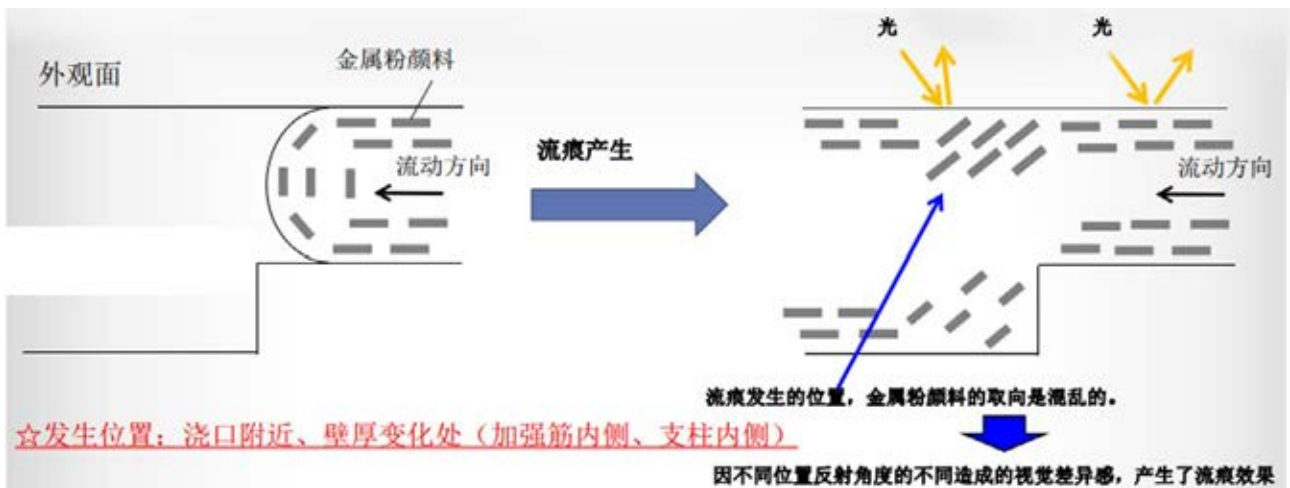 外观面
金属粉颜料
流动方向
流痕产生
光
光
流动方向
流痕发生的位置，金属粉颜料的取向是混乱的。
☆发生位置：浇口附近、壁厚变化处（加强筋内侧、支柱内侧）
因不同位置反射角度的不同造成的视觉差异感，产生了流痕效果